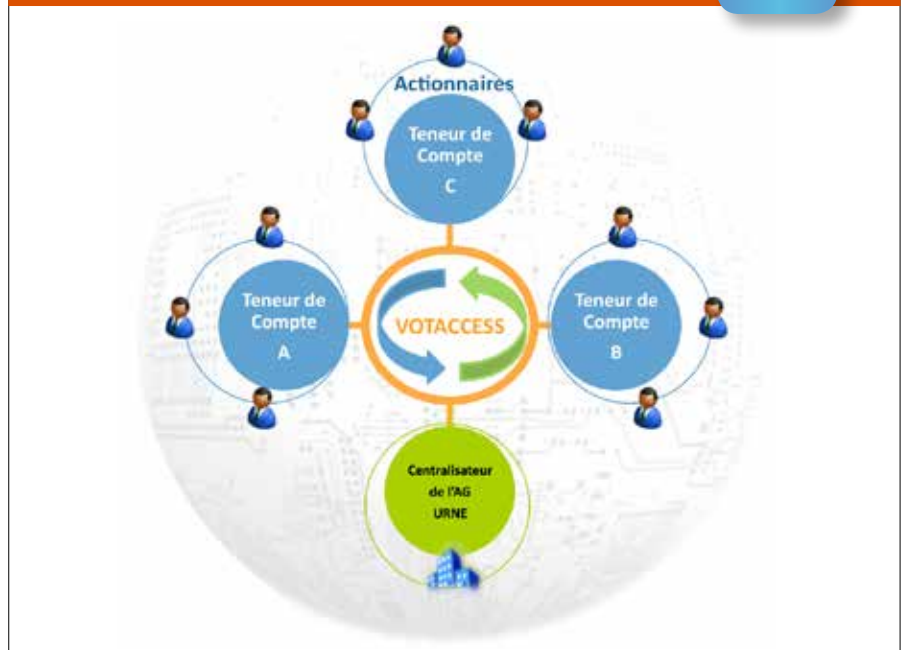 Actionnaires
Teneur de
Compte
C
Teneur de
Compte
A
VOTACCESS
Teneur de
Compte
B
Centralisateur
de l'AG
URNE